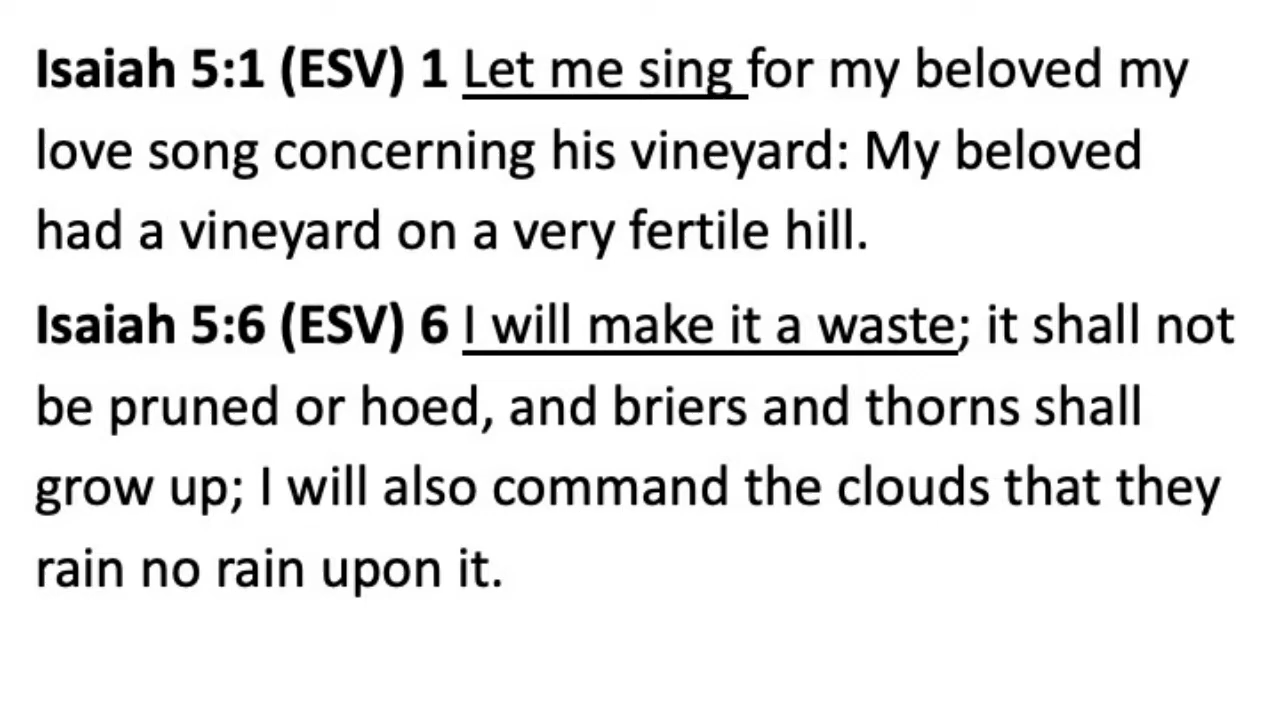 Isaiah 5:1 (ESV) 1 Let me sing for my beloved my
love song concerning his vineyard: My beloved
had a vineyard on a very fertile hill.
Isaiah 5:6 (ESV) 6 I will make it a waste; it shall not
be pruned or hoed, and briers and thorns shall
grow up; I will also command the clouds that they
rain no rain upon it.